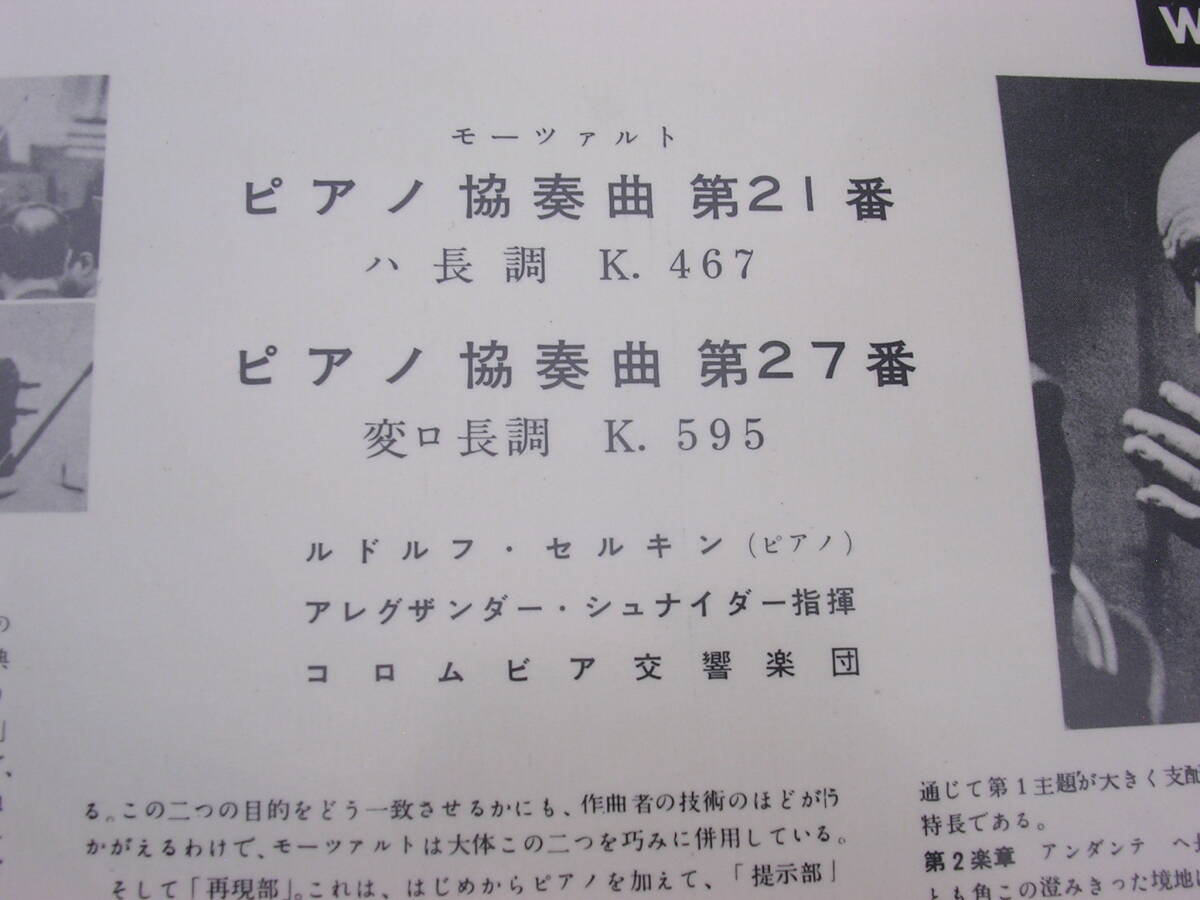 W
モーツァルト
ピアノ協奏曲 第21番
ハ長調 K. 467
ピアノ協奏曲 第27番
変ロ長調 K. 595
ルドルフ・セルキン(ピアノ)
アレグザンダー・シュナイダー指揮
コロムビア交響楽団
る。この二つの目的をどう一致させるかにも、作曲者の技術のほどがう
かがえるわけで、モーツァルトは大体この二つを巧みに併用している。
そして「再現部」。これは、はじめからピアノを加えて、「提示部」
通じて第1主題が大きく支配
特長である。
第2楽章 アンダンテ ヘ長
とも角この澄みきった境地に